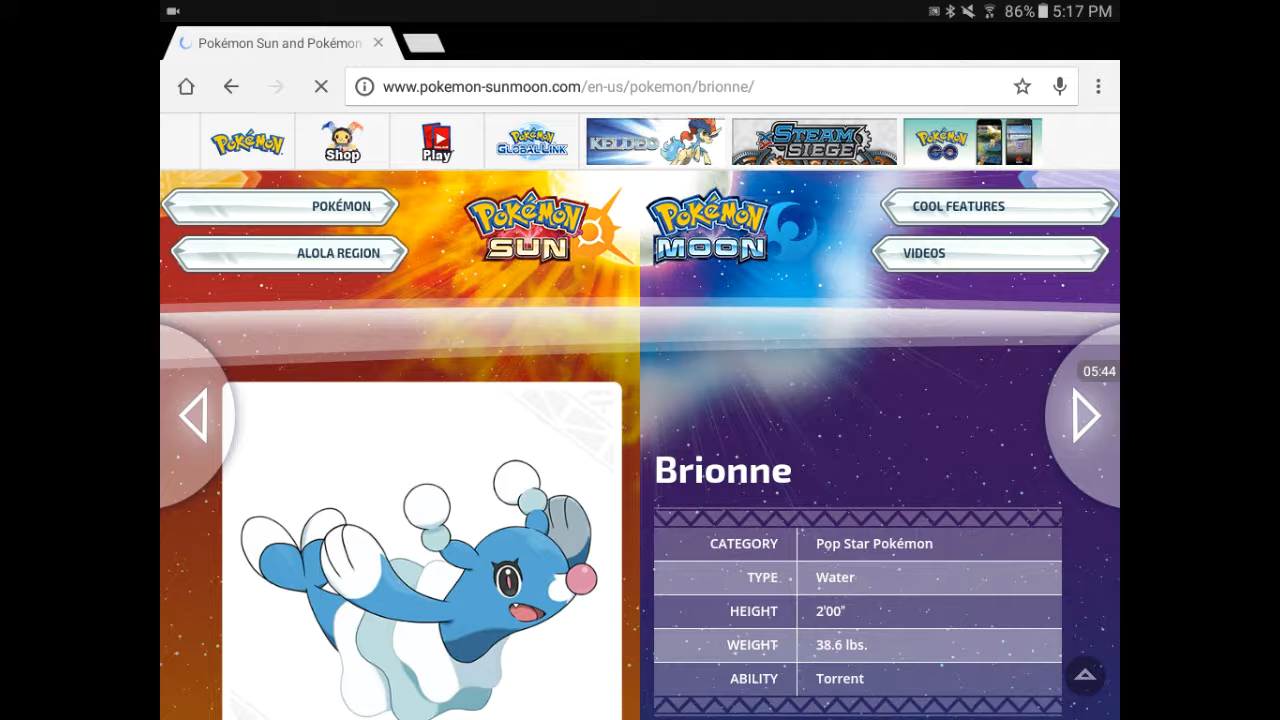 86% 5:17 PM
Pokémon Sun and Pokémon
www.pokemon-sunmoon.com/en-us/pokemon/brionne/
Pokémon Shop Play Pokémon GLOBAL LINK KELDEO STEAM SIEGE POKÉMON GO
POKÉMON Pokémon SUN Pokémon MOON COOL FEATURES
ALOLA REGION VIDEOS
05:44
Brionne
CATEGORY Pop Star Pokémon
TYPE Water
HEIGHT 2'00"
WEIGHT 38.6 lbs.
ABILITY Torrent